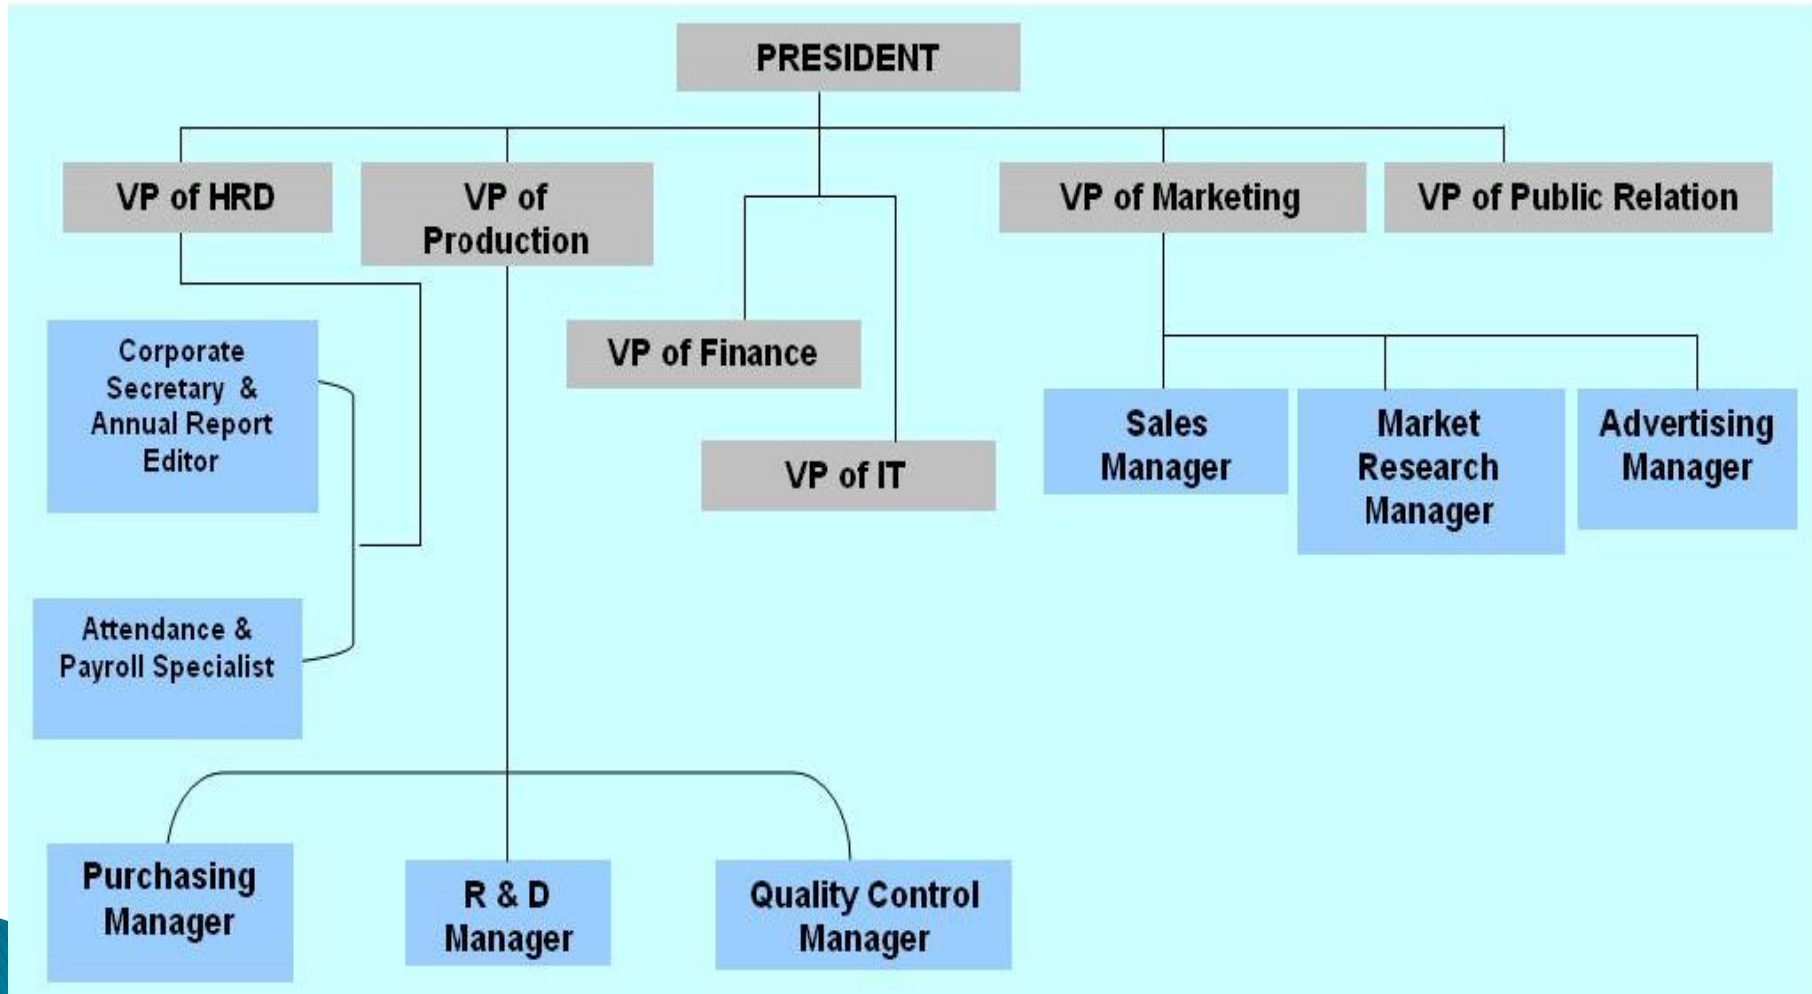 PRESIDENT
VP of HRD
VP of
Production
VP of Marketing
VP of Public Relation
VP of Finance
VP of IT
Corporate
Secretary &
Annual Report
Editor
Attendance &
Payroll Specialist
Sales
Manager
Market
Research
Manager
Advertising
Manager
Purchasing
Manager
R & D
Manager
Quality Control
Manager